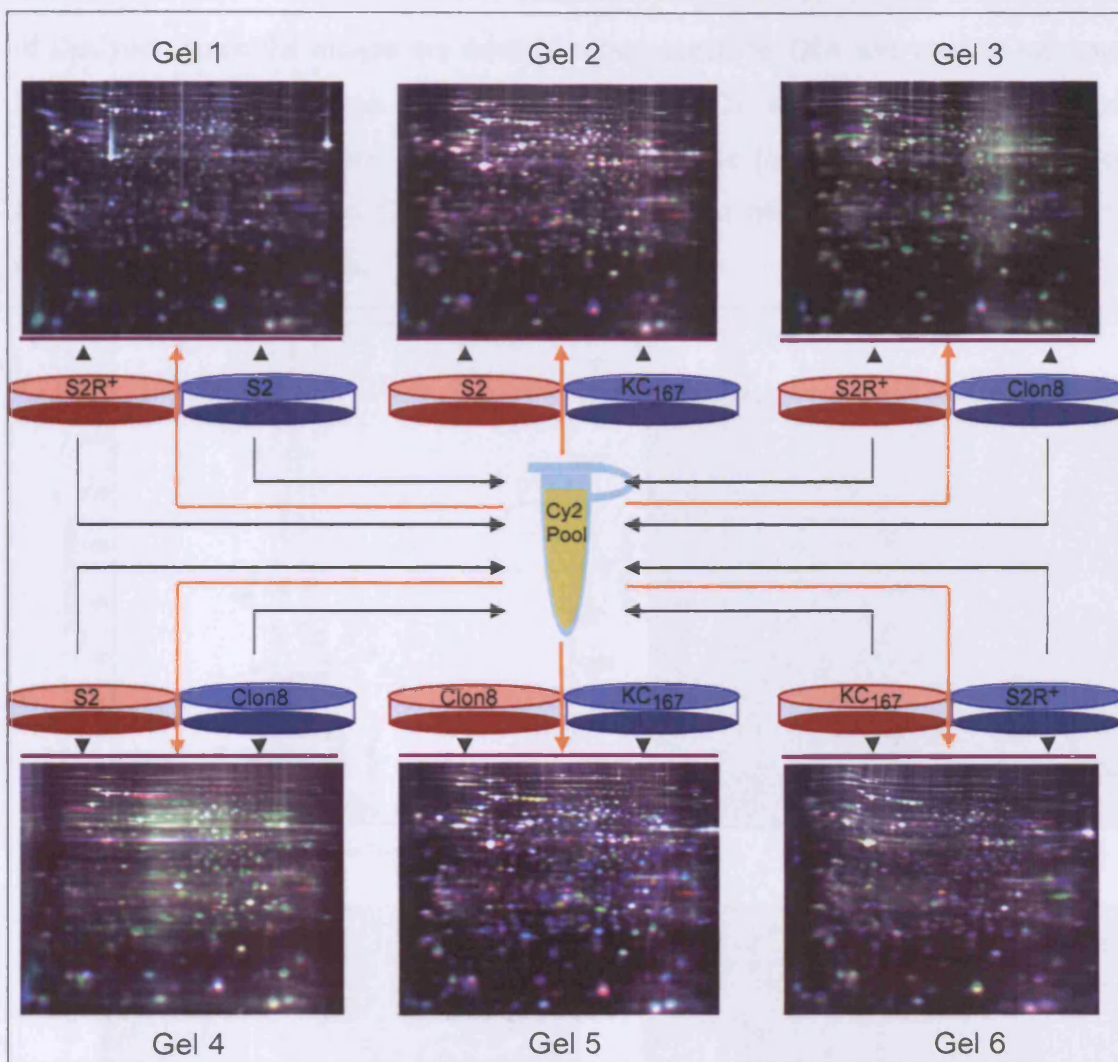 Gel 1 Gel 2 Gel 3
S2R⁺ S2 S2 KC₁₆₇ S2R⁺ Clon8
Cy2
Pool
S2 Clon8 Clon8 KC₁₆₇ KC₁₆₇ S2R⁺
Gel 4 Gel 5 Gel 6